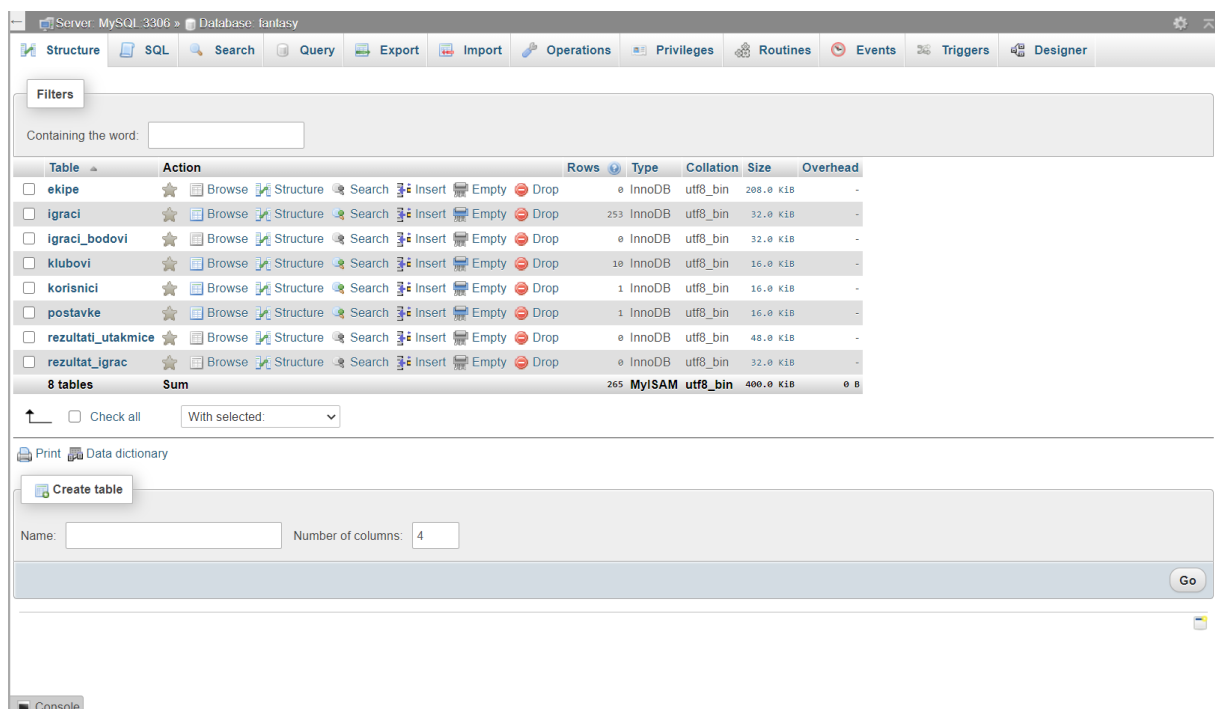 ← Server: MySQL:3306 » Database: fantasy
Structure SQL Search Query Export Import Operations Privileges Routines Events Triggers Designer
Filters
Containing the word:
Table Action Rows Type Collation Size Overhead
ekipe Browse Structure Search Insert Empty Drop 0 InnoDB utf8_bin 208.0 KiB -
igraci Browse Structure Search Insert Empty Drop 253 InnoDB utf8_bin 32.0 KiB -
igraci_bodovi Browse Structure Search Insert Empty Drop 0 InnoDB utf8_bin 32.0 KiB -
klubovi Browse Structure Search Insert Empty Drop 10 InnoDB utf8_bin 16.0 KiB -
korisnici Browse Structure Search Insert Empty Drop 1 InnoDB utf8_bin 16.0 KiB -
postavke Browse Structure Search Insert Empty Drop 1 InnoDB utf8_bin 16.0 KiB -
rezultati_utakmice Browse Structure Search Insert Empty Drop 0 InnoDB utf8_bin 48.0 KiB -
rezultat_igrac Browse Structure Search Insert Empty Drop 0 InnoDB utf8_bin 32.0 KiB -
8 tables Sum 265 MyISAM utf8_bin 400.0 KiB 0 B
Check all With selected:
Print Data dictionary
Create table
Name: Number of columns: 4
Go
Console